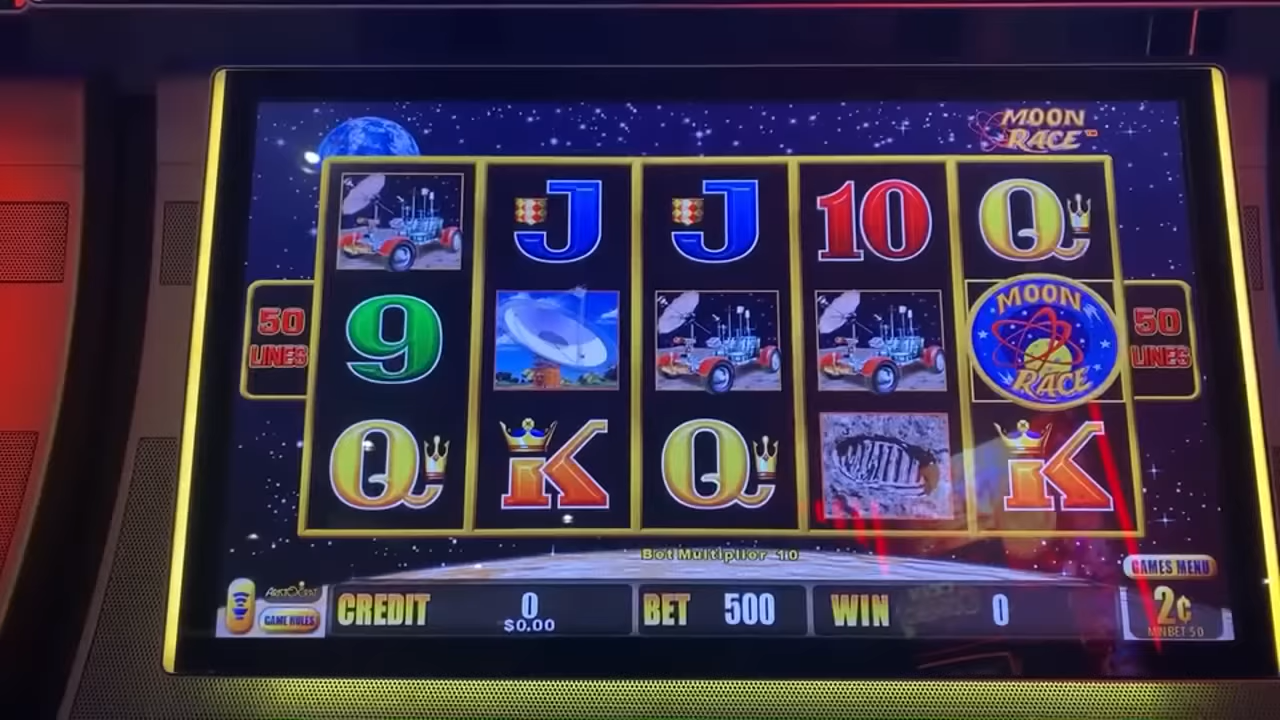 MOON
RACE™
J
J
10
Q
50
LINES
9
MOON
RACE
50
LINES
Q
K
Q
K
Bet Multiplier 10
GAMES MENU
ARISTOCRAT
GAME RULES
CREDIT 0
$0.00
BET 500
WIN 0
2¢
MIN BET 50